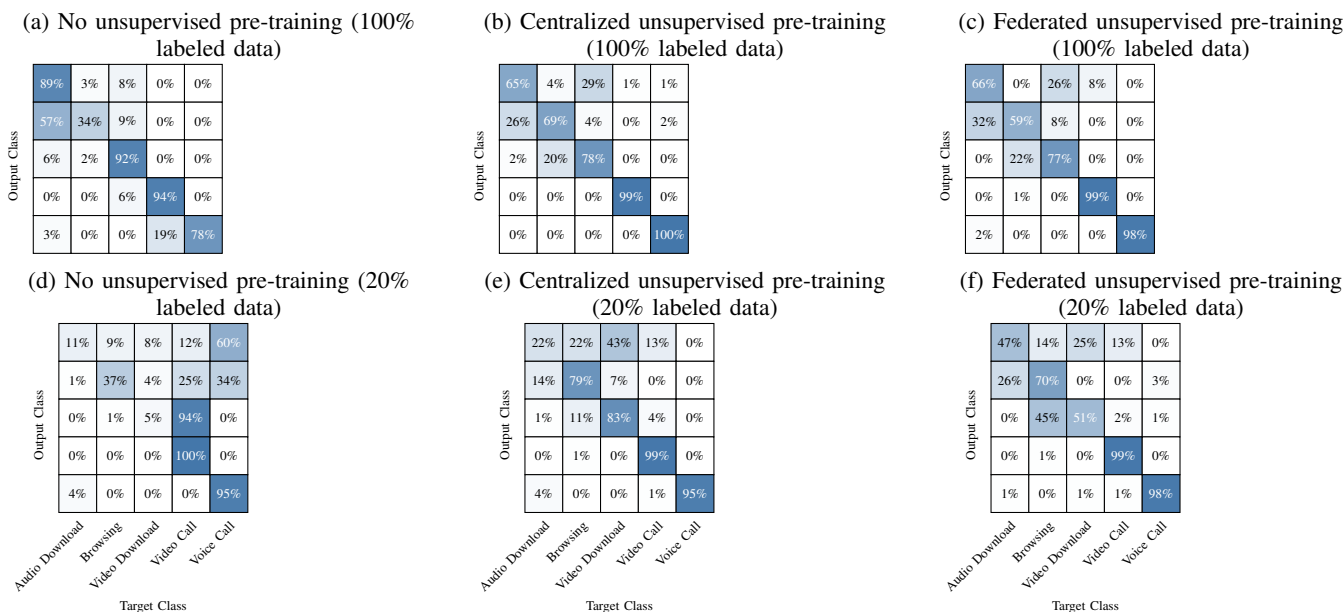 (a) No unsupervised pre-training (100%
labeled data)
89% 3% 8% 0% 0%
57% 34% 9% 0% 0%
6% 2% 92% 0% 0%
0% 0% 6% 94% 0%
3% 0% 0% 19% 78%
Output Class
(b) Centralized unsupervised pre-training
(100% labeled data)
65% 4% 29% 1% 1%
26% 69% 4% 0% 2%
2% 20% 78% 0% 0%
0% 0% 0% 99% 0%
0% 0% 0% 0% 100%
Output Class
(c) Federated unsupervised pre-training
(100% labeled data)
66% 0% 26% 8% 0%
32% 59% 8% 0% 0%
0% 22% 77% 0% 0%
0% 1% 0% 99% 0%
2% 0% 0% 0% 98%
Output Class
(d) No unsupervised pre-training (20%
labeled data)
11% 9% 8% 12% 60%
1% 37% 4% 25% 34%
0% 1% 5% 94% 0%
0% 0% 0% 100% 0%
4% 0% 0% 0% 95%
Output Class
Audio Download
Browsing
Video Download
Video Call
Voice Call
Target Class
(e) Centralized unsupervised pre-training
(20% labeled data)
22% 22% 43% 13% 0%
14% 79% 7% 0% 0%
1% 11% 83% 4% 0%
0% 1% 0% 99% 0%
4% 0% 0% 1% 95%
Output Class
Audio Download
Browsing
Video Download
Video Call
Voice Call
Target Class
(f) Federated unsupervised pre-training
(20% labeled data)
47% 14% 25% 13% 0%
26% 70% 0% 0% 3%
0% 45% 51% 2% 1%
0% 1% 0% 99% 0%
1% 0% 1% 1% 98%
Output Class
Audio Download
Browsing
Video Download
Video Call
Voice Call
Target Class